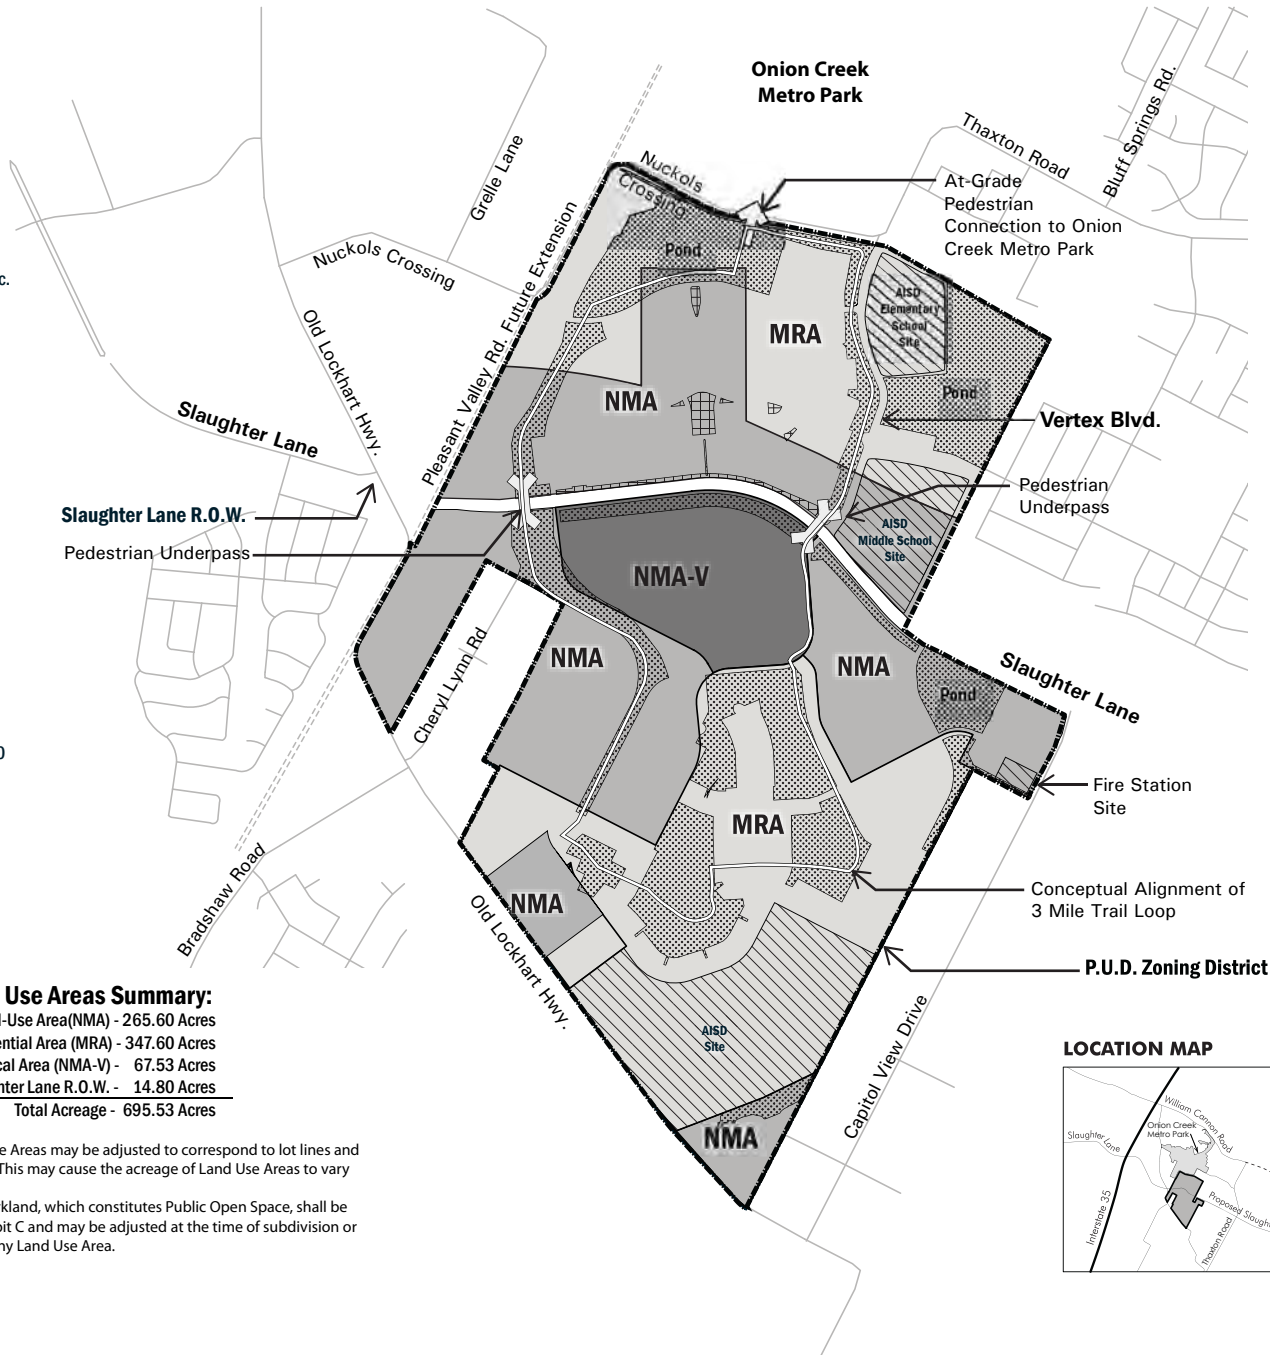 Onion Creek
Metro Park
Bluff Springs Rd.
Thaxton Road
Grelle Lane
Nuckols
Crossing
At-Grade
Pedestrian
Connection to Onion
Creek Metro Park
Nuckols Crossing
Pleasant Valley Rd. Future Extension
Pond
c.
AISD
Elementary
School
Site
Old Lockhart Hwy.
MRA
NMA
Pond
Slaughter Lane
Vertex Blvd.
Pedestrian
Underpass
Slaughter Lane R.O.W.
Pedestrian Underpass
AISD
Middle School
Site
NMA-V
NMA
NMA
Cheryl Lynn Rd
Slaughter Lane
Pond
0
Fire Station
Site
MRA
Bradshaw Road
NMA
Conceptual Alignment of
3 Mile Trail Loop
Old Lockhart Hwy.
P.U.D. Zoning District
Use Areas Summary:
l-Use Area(NMA) - 265.60 Acres
ential Area (MRA) - 347.60 Acres
cal Area (NMA-V) - 67.53 Acres
hter Lane R.O.W. - 14.80 Acres
Total Acreage - 695.53 Acres
AISD
Site
Capitol View Drive
NMA
e Areas may be adjusted to correspond to lot lines and
This may cause the acreage of Land Use Areas to vary
rkland, which constitutes Public Open Space, shall be
bit C and may be adjusted at the time of subdivision or
ny Land Use Area.
LOCATION MAP
William Cannon Road
Onion Creek
Metro Park
Slaughter Lane
Interstate 35
Proposed Slaught
Thaxton Road